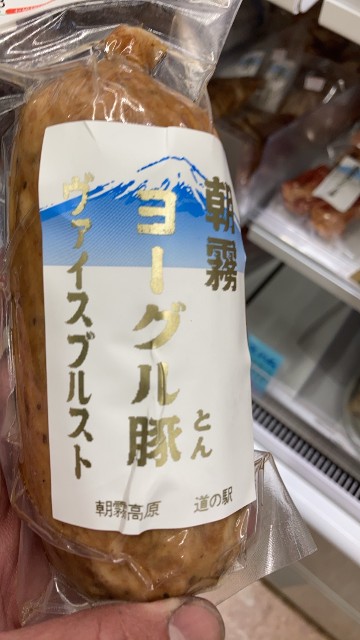 朝霧
ヨーグル豚
とん
ヴァイスブルスト
朝霧高原 道の駅